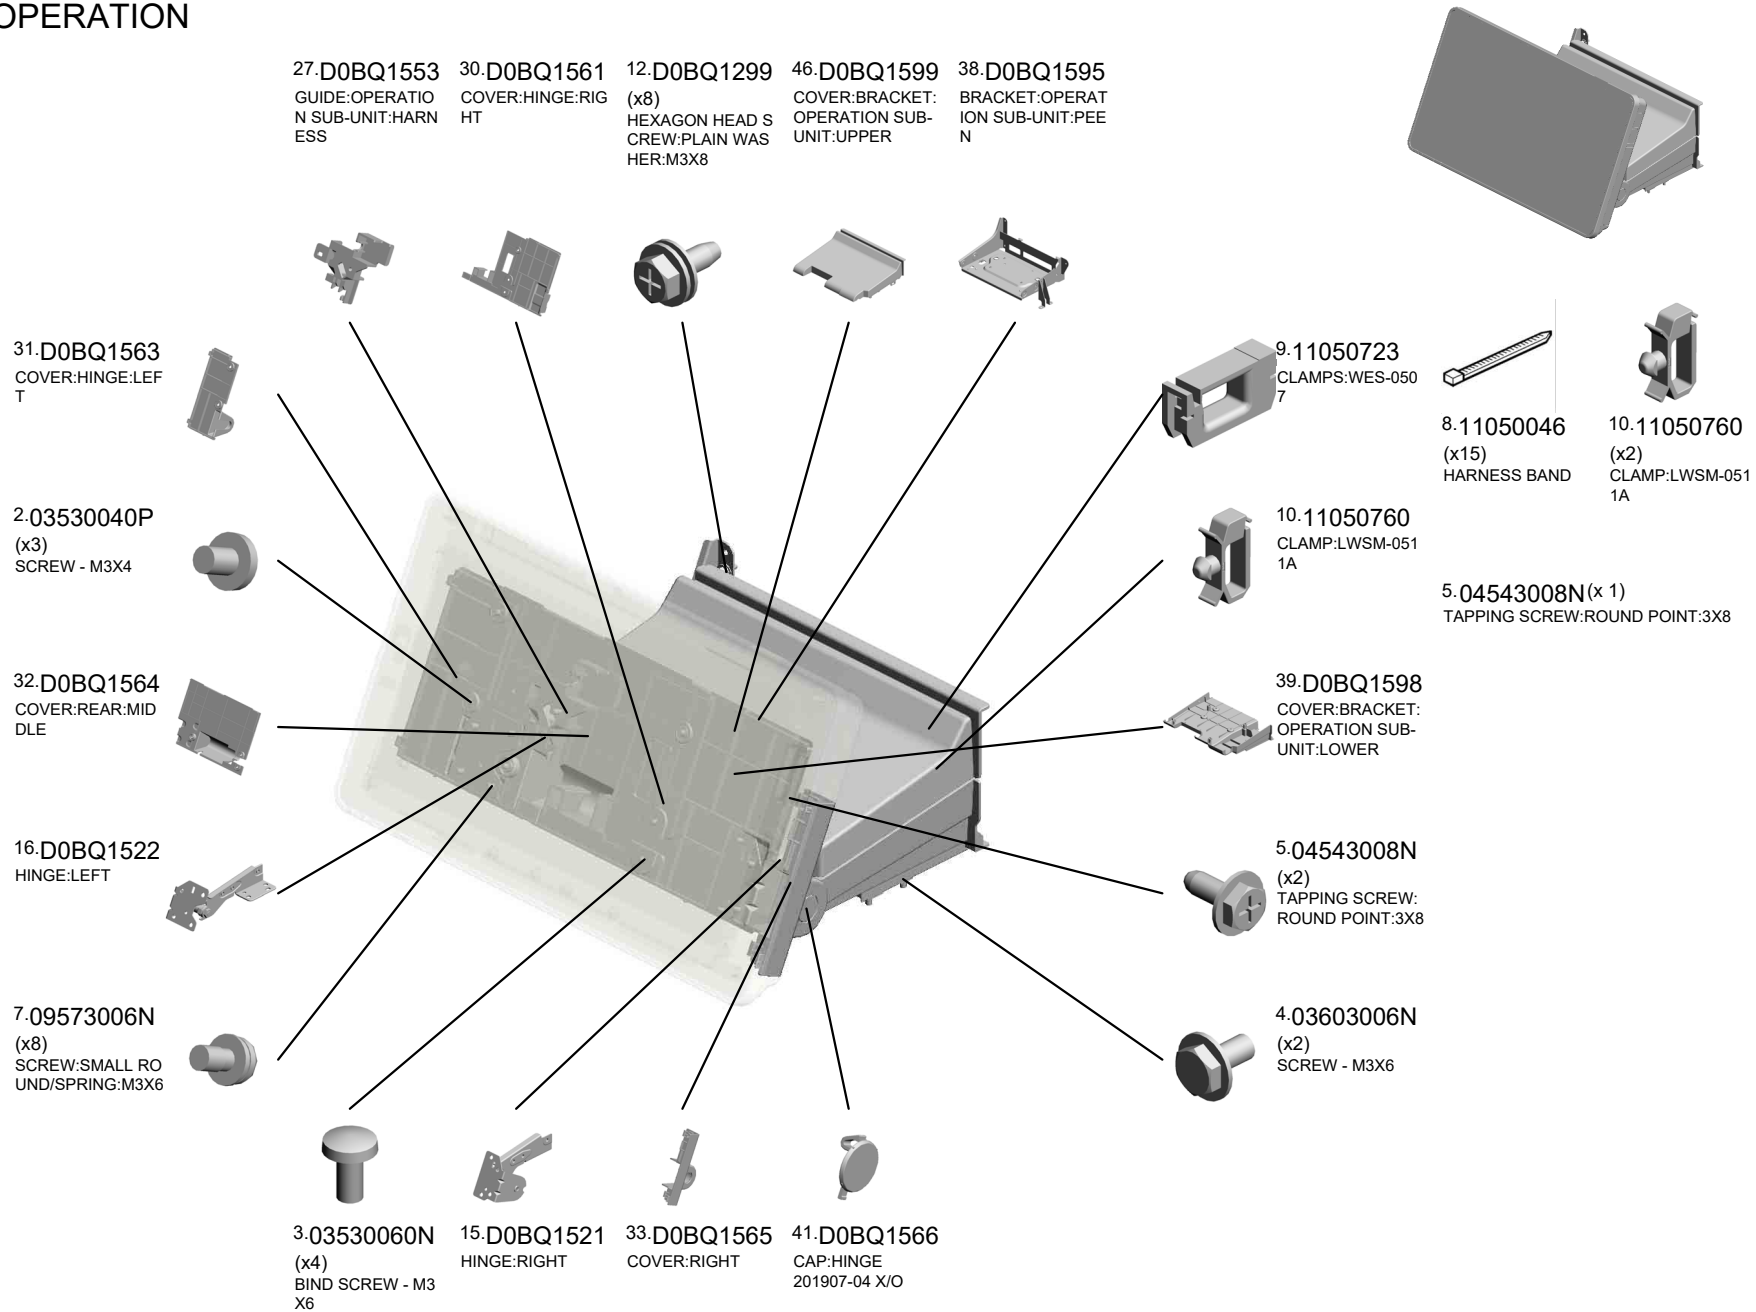 OPERATION
27.D0BQ1553
GUIDE:OPERATIO
N SUB-UNIT:HARN
ESS
30.D0BQ1561
COVER:HINGE:RIG
HT
12.D0BQ1299
(x8)
HEXAGON HEAD S
CREW:PLAIN WAS
HER:M3X8
46.D0BQ1599
COVER:BRACKET:
OPERATION SUB-
UNIT:UPPER
38.D0BQ1595
BRACKET:OPERAT
ION SUB-UNIT:PEE
N
31.D0BQ1563
COVER:HINGE:LEF
T
2.03530040P
(x3)
SCREW - M3X4
32.D0BQ1564
COVER:REAR:MID
DLE
16.D0BQ1522
HINGE:LEFT
7.09573006N
(x8)
SCREW:SMALL RO
UND/SPRING:M3X6
9.11050723
CLAMPS:WES-050
7
8.11050046
(x15)
HARNESS BAND
10.11050760
(x2)
CLAMP:LWSM-051
1A
10.11050760
CLAMP:LWSM-051
1A
5.04543008N(x 1)
TAPPING SCREW:ROUND POINT:3X8
39.D0BQ1598
COVER:BRACKET:
OPERATION SUB-
UNIT:LOWER
5.04543008N
(x2)
TAPPING SCREW:
ROUND POINT:3X8
4.03603006N
(x2)
SCREW - M3X6
3.03530060N
(x4)
BIND SCREW - M3
X6
15.D0BQ1521
HINGE:RIGHT
33.D0BQ1565
COVER:RIGHT
41.D0BQ1566
CAP:HINGE
201907-04 X/O